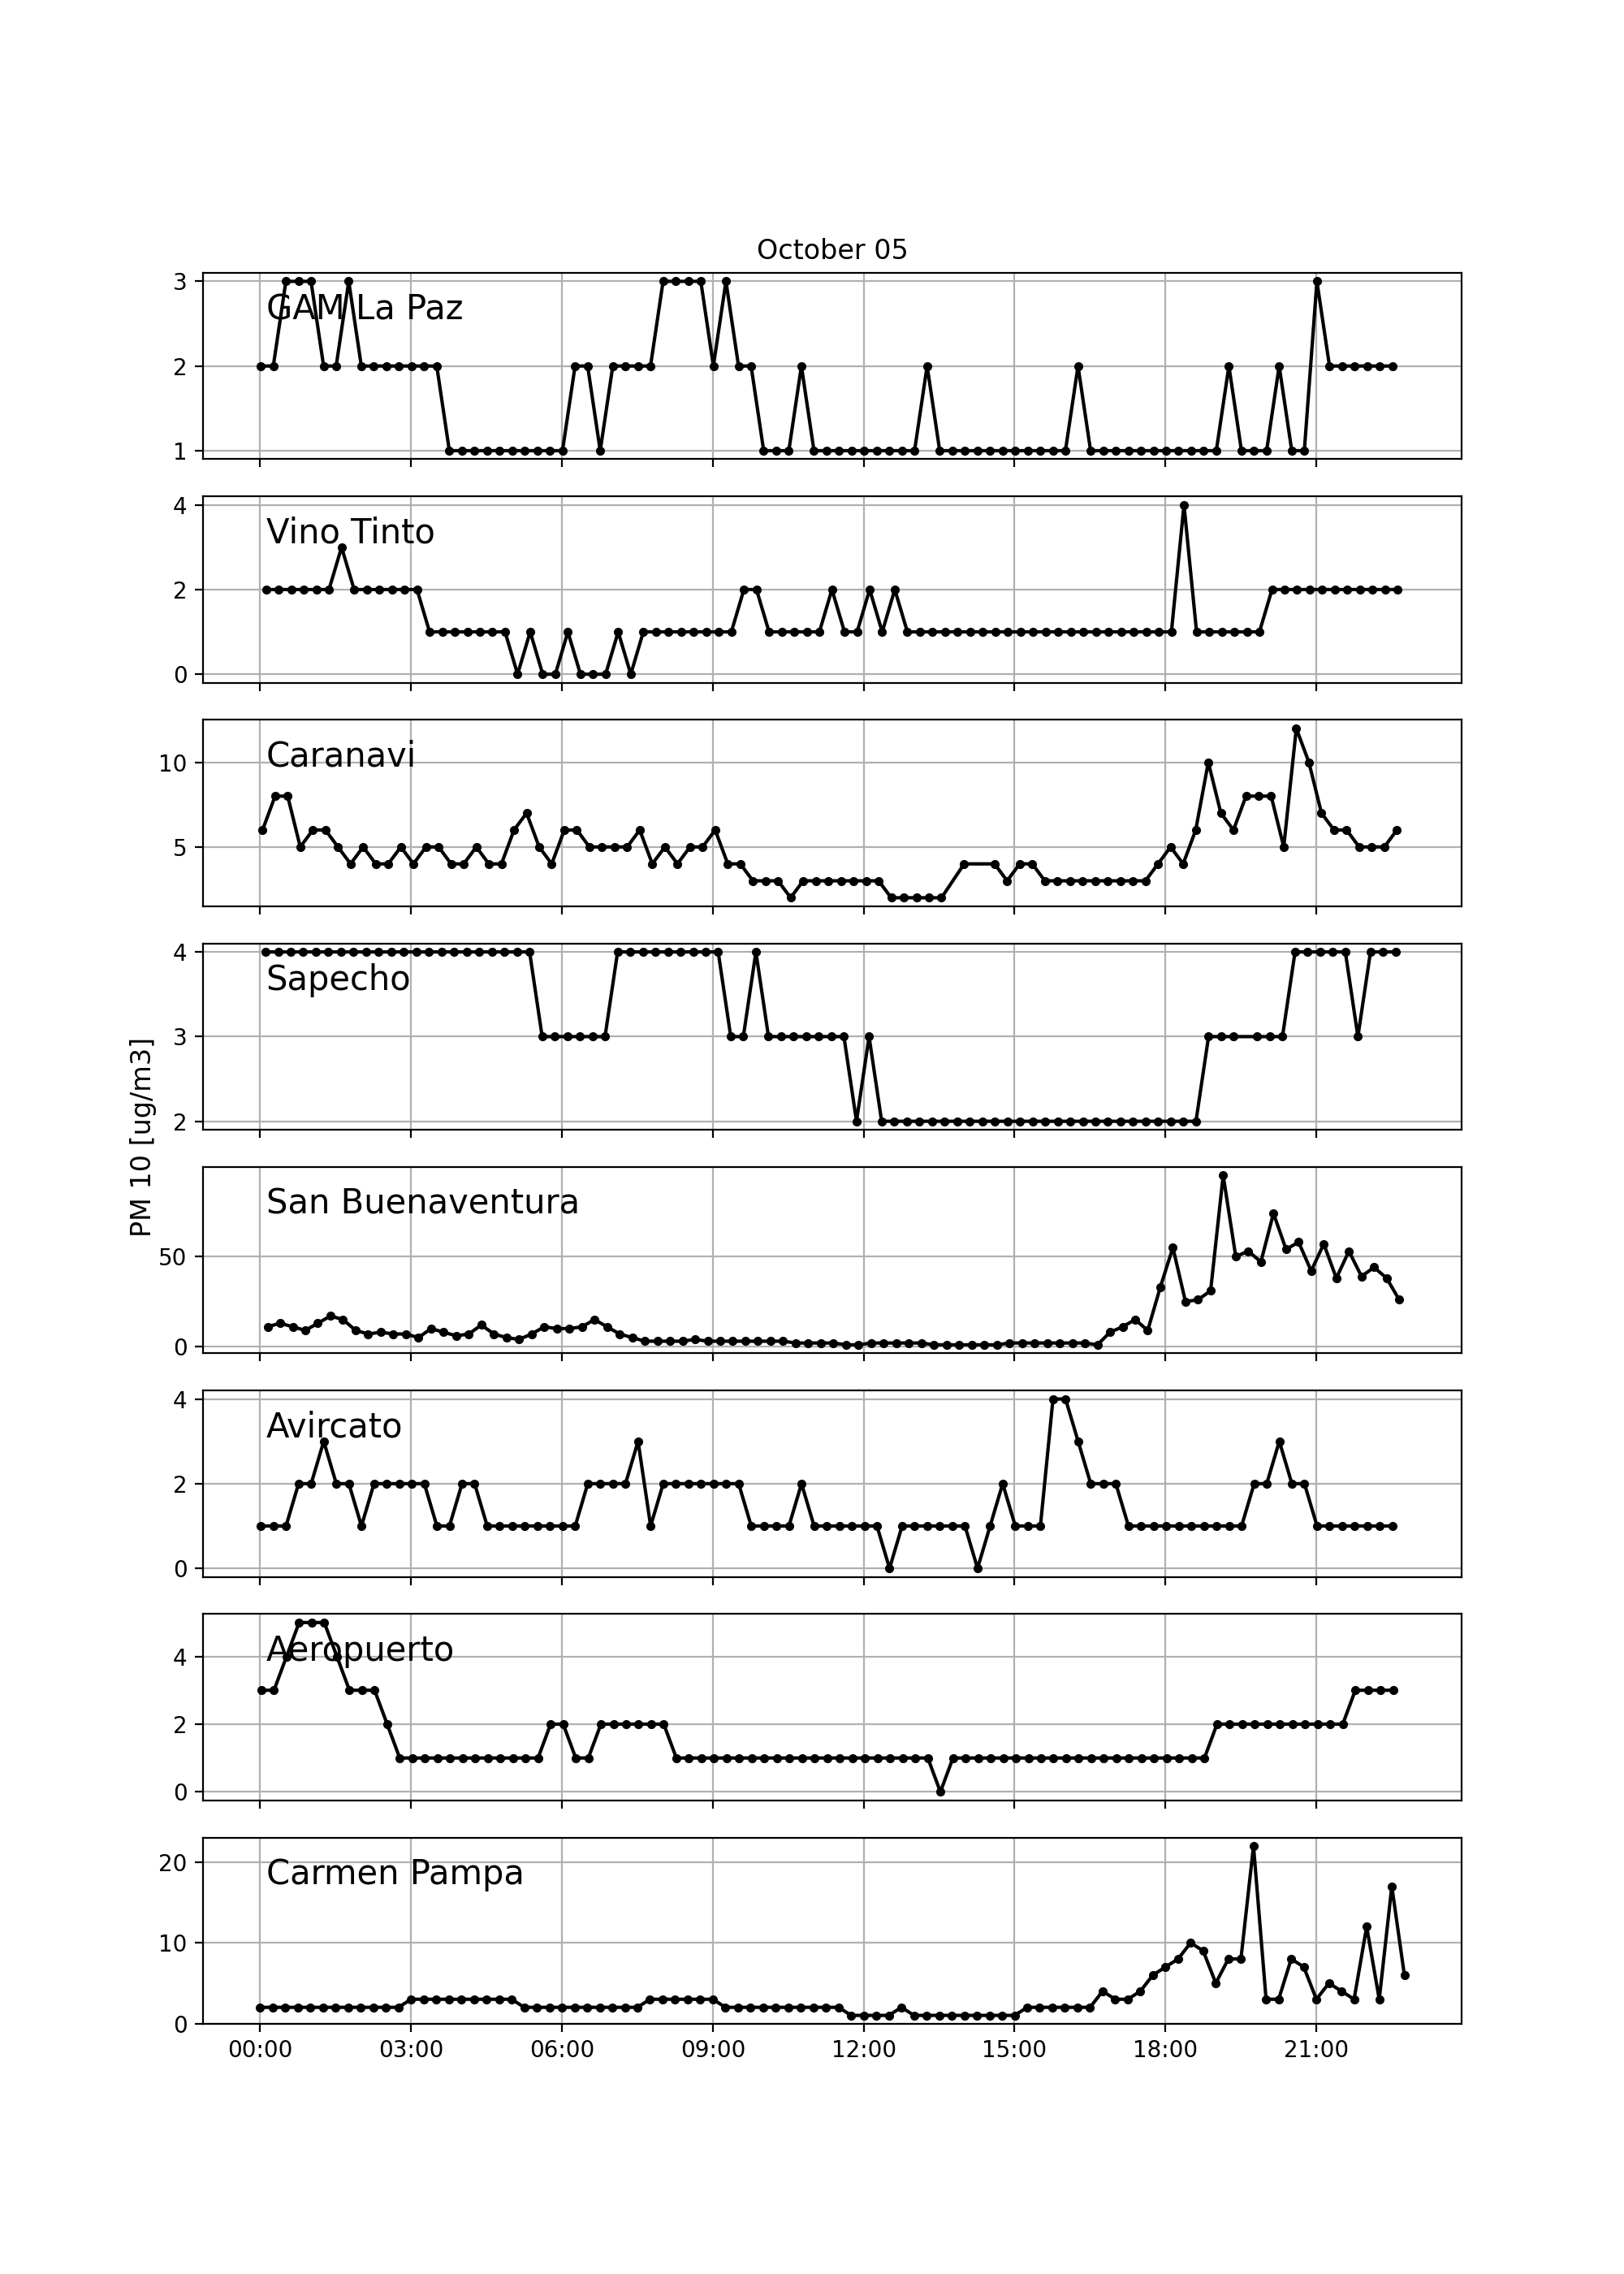 October 05
GAM La Paz
3
2
1
Vino Tinto
4
2
0
Caranavi
10
5
Sapecho
4
3
2
PM 10 [ug/m3]
San Buenaventura
50
0
Avircato
4
2
0
Aeropuerto
4
2
0
Carmen Pampa
20
10
0
00:00 03:00 06:00 09:00 12:00 15:00 18:00 21:00